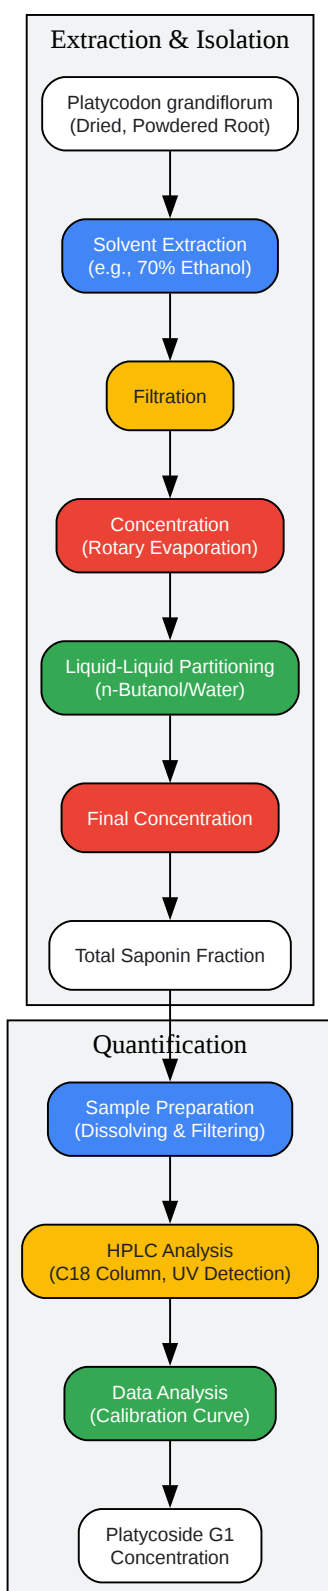 Extraction & Isolation
Platycodon grandiflorum
(Dried, Powdered Root)
Solvent Extraction
(e.g., 70% Ethanol)
Filtration
Concentration
(Rotary Evaporation)
Liquid-Liquid Partitioning
(n-Butanol/Water)
Final Concentration
Total Saponin Fraction
Quantification
Sample Preparation
(Dissolving & Filtering)
HPLC Analysis
(C18 Column, UV Detection)
Data Analysis
(Calibration Curve)
Platycoside G1
Concentration